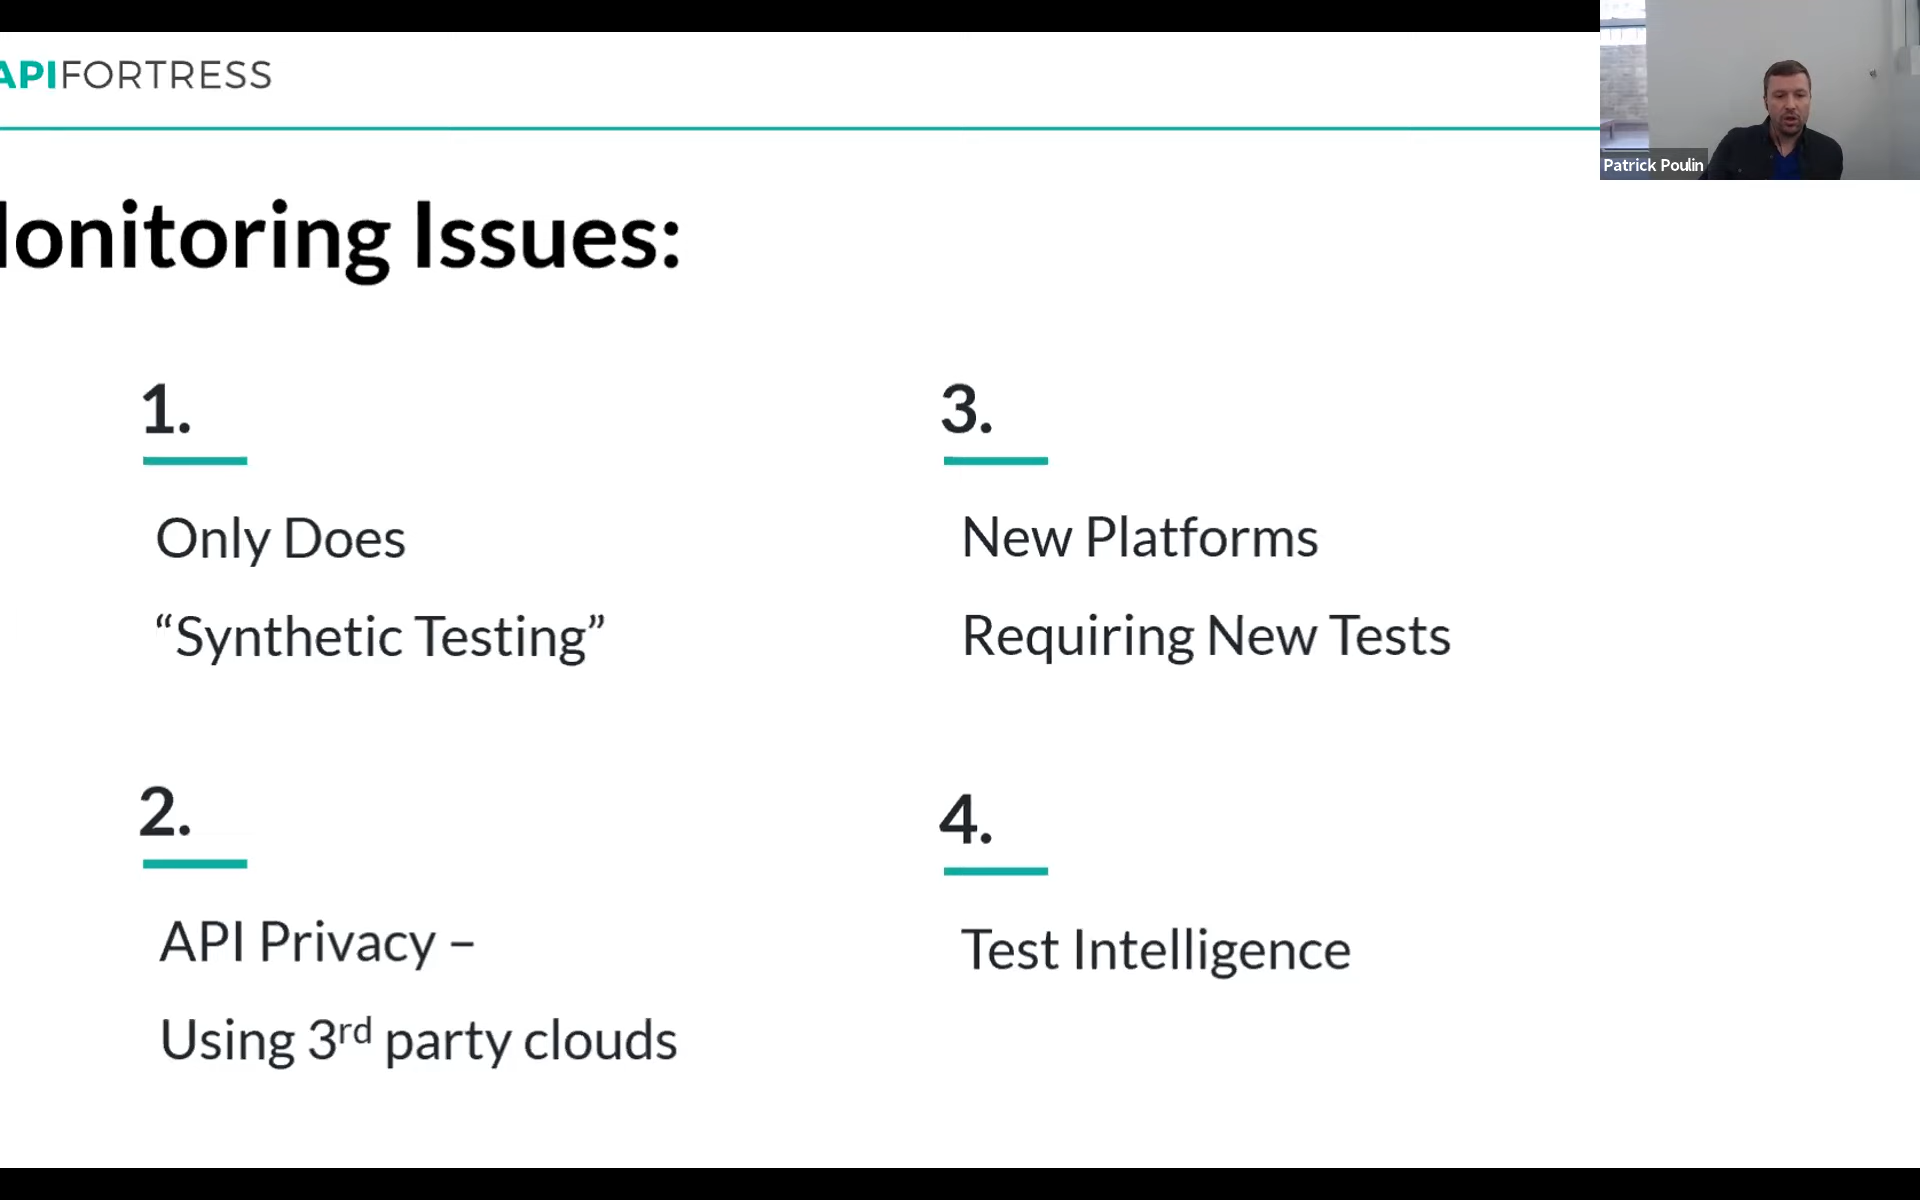 APIFORTRESS
Patrick Poulin
onitoring Issues:
1.
Only Does
“Synthetic Testing”
2.
API Privacy –
Using 3rd party clouds
3.
New Platforms
Requiring New Tests
4.
Test Intelligence